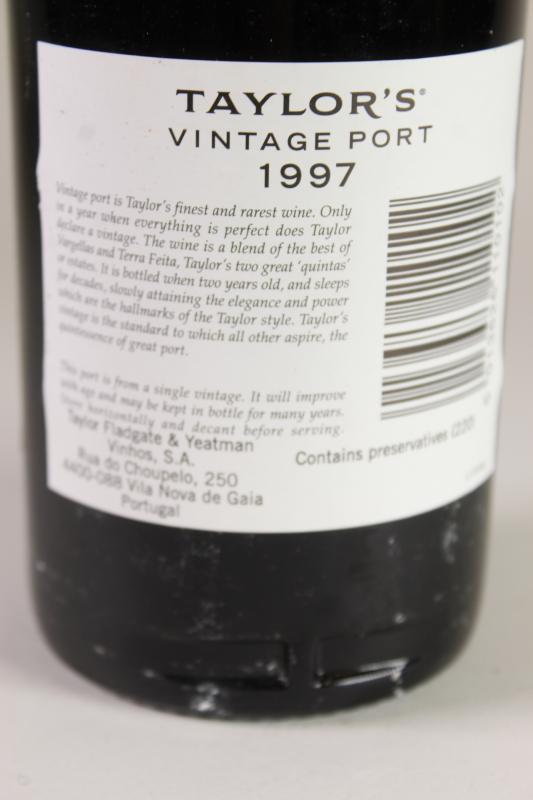 TAYLOR'S®
VINTAGE PORT
1997
Vintage port is Taylor's finest and rarest wine. Only
in a year when everything is perfect does Taylor
declare a vintage. The wine is a blend of the best of
Vargellas and Terra Feita, Taylor's two great 'quintas'
or estates. It is bottled when two years old, and sleeps
for decades, slowly attaining the elegance and power
which are the hallmarks of the Taylor style. Taylor's
vintage is the standard to which all other aspire, the
quintessence of great port.
This port is from a single vintage. It will improve
with age and may be kept in bottle for many years.
Store horizontally and decant before serving.
Taylor Fladgate & Yeatman
Vinhos, S.A.
Rua do Choupelo, 250
4400-088 Vila Nova de Gaia
Portugal
Contains preservatives (220)